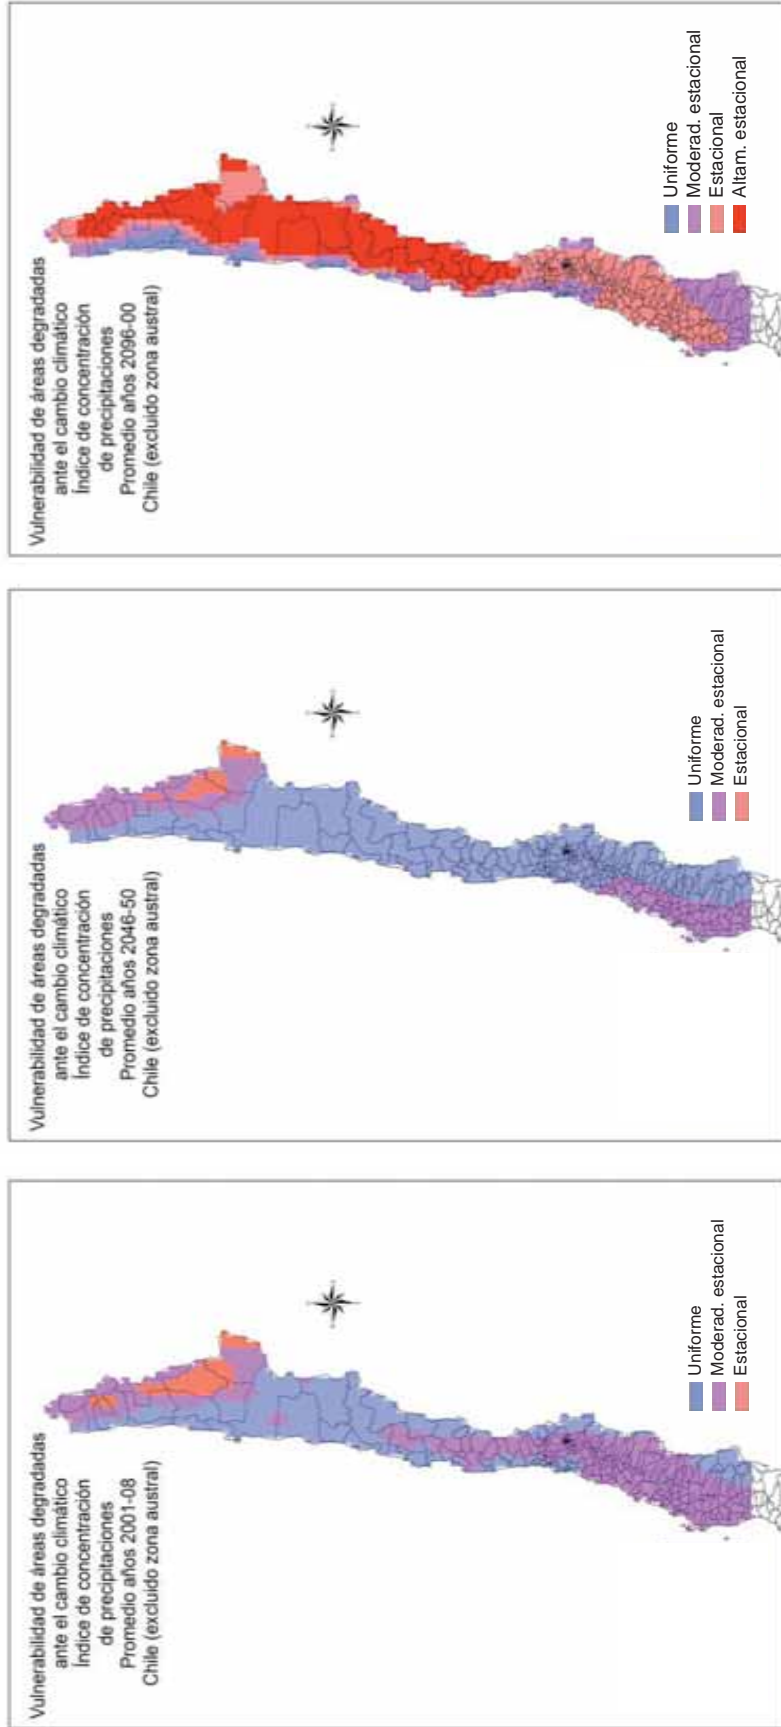 Vulnerabilidad de áreas degradadas
ante el cambio climático
Índice de concentración
de precipitaciones
Promedio años 2001-08
Chile (excluido zona austral)
Uniforme
Moderad. estacional
Estacional
Vulnerabilidad de áreas degradadas
ante el cambio climático
Índice de concentración
de precipitaciones
Promedio años 2046-50
Chile (excluido zona austral)
Uniforme
Moderad. estacional
Estacional
Vulnerabilidad de áreas degradadas
ante el cambio climático
Índice de concentración
de precipitaciones
Promedio años 2096-00
Chile (excluido zona austral)
Uniforme
Moderad. estacional
Estacional
Altam. estacional